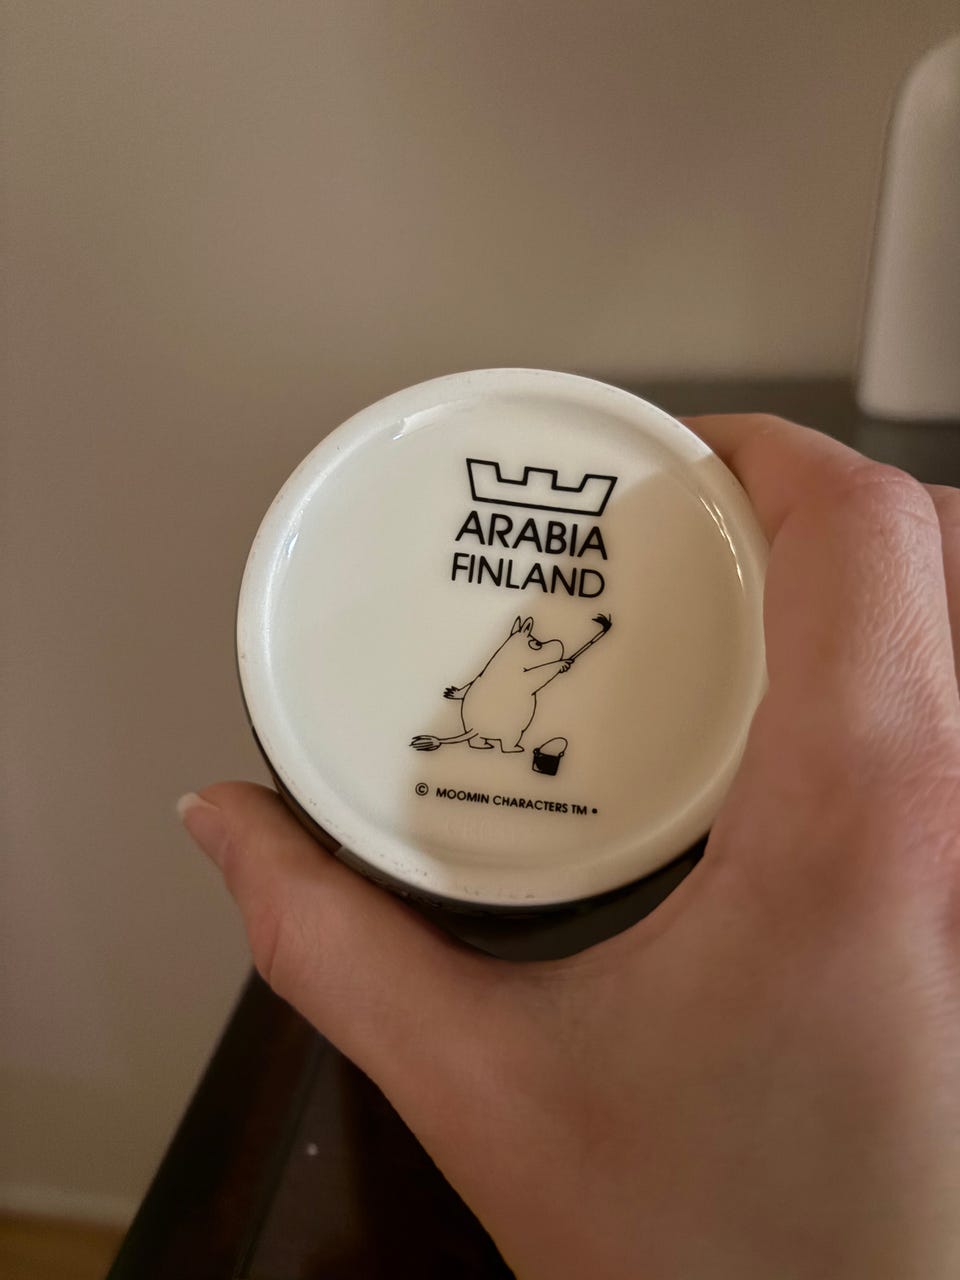 ARABIA
FINLAND
© MOOMIN CHARACTERS TM •